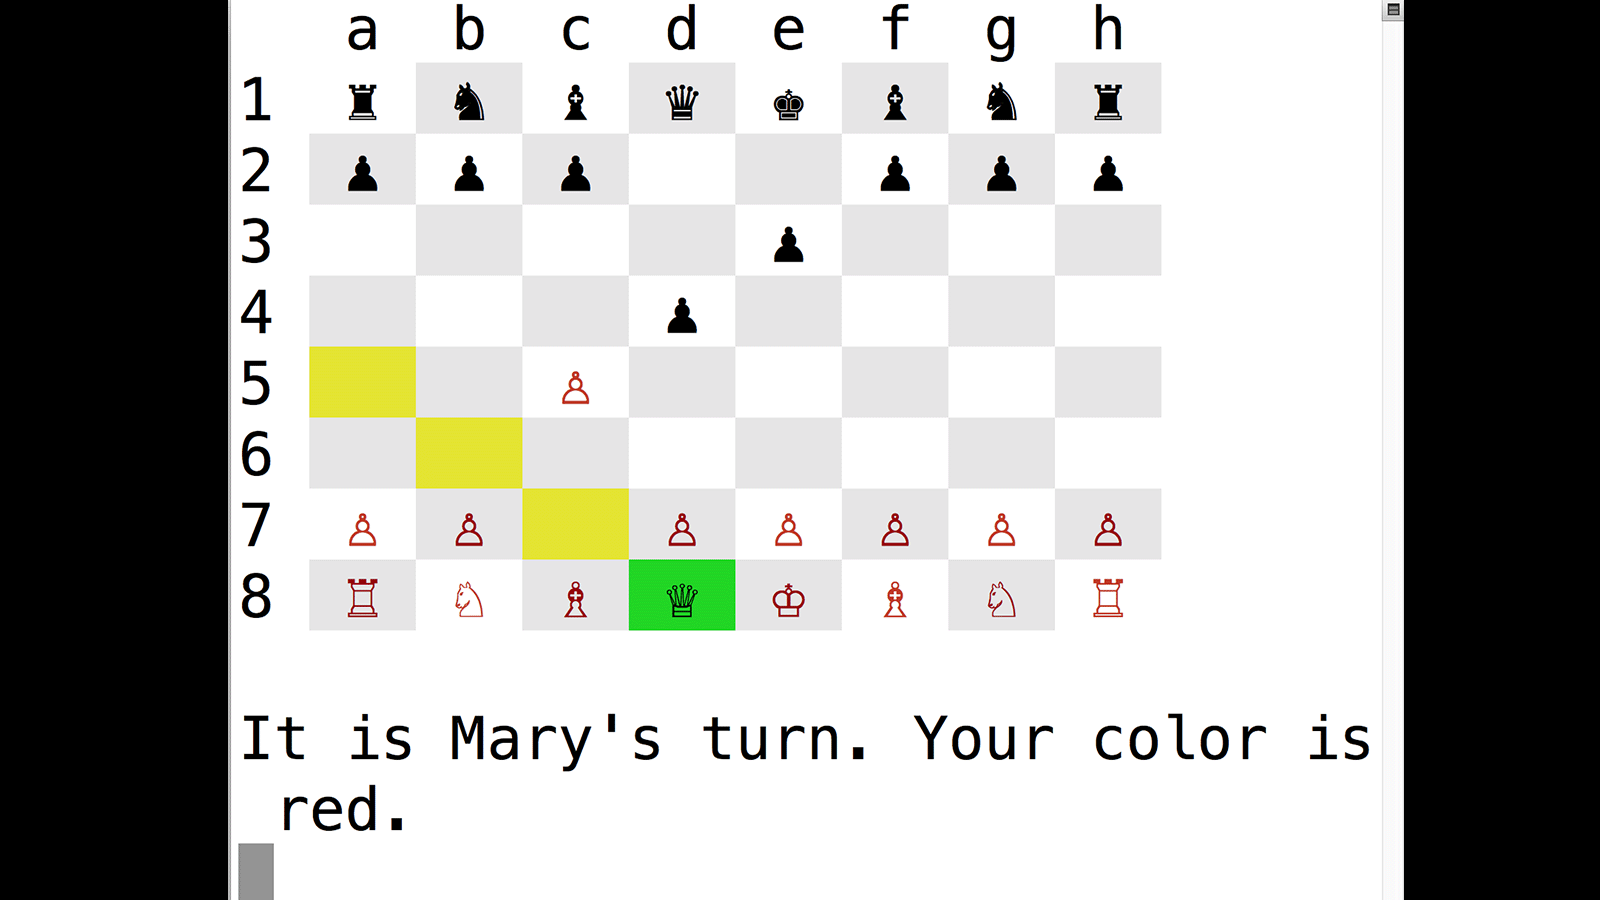 a b c d e f g h
1 ♜ ♞ ♝ ♛ ♚ ♝ ♞ ♜
2 ♟ ♟ ♟ ♟ ♟ ♟
3 ♟
4 ♟
5 ♙
6
7 ♙ ♙ ♙ ♙ ♙ ♙ ♙
8 ♖ ♘ ♗ ♕ ♔ ♗ ♘ ♖
It is Mary's turn. Your color is
red.